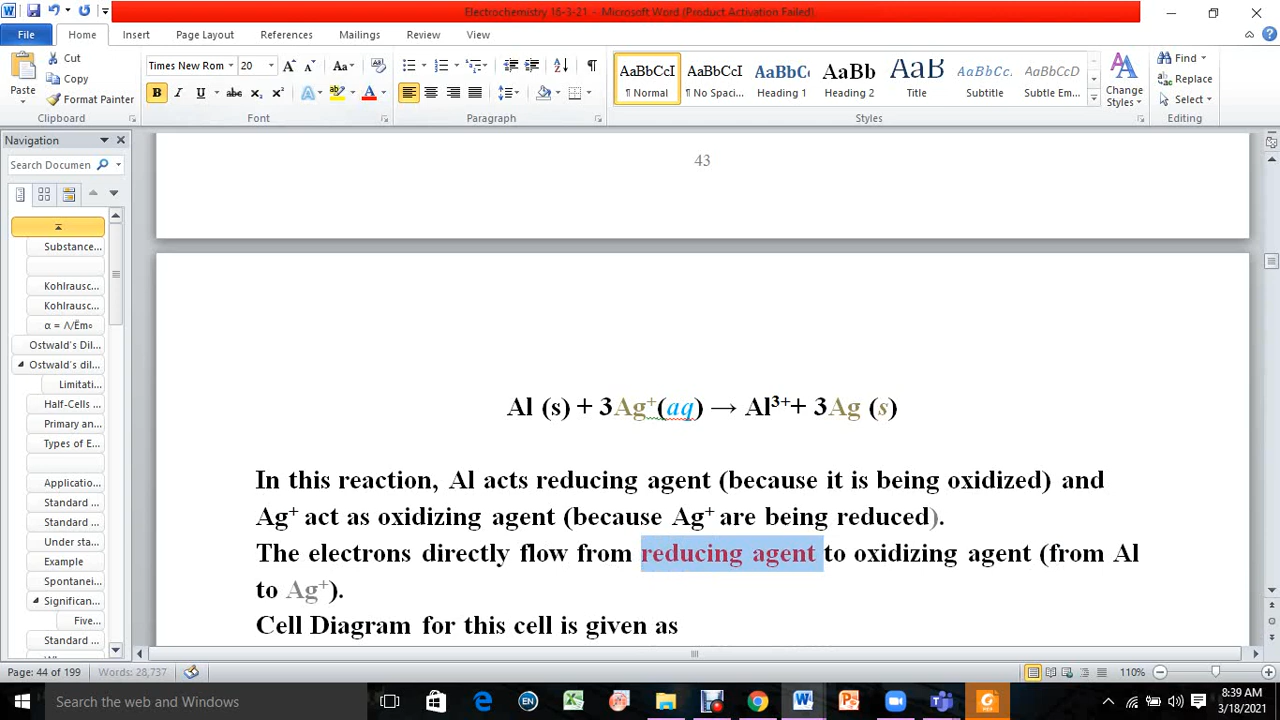 Electrochemistry 16-3-21 - Microsoft Word (Product Activation Failed)
File Home Insert Page Layout References Mailings Review View
Paste
Cut
Copy
Format Painter
Clipboard
Times New Rom 20
Font
Paragraph
AaBbCcI AaBbCcI AaBbCc AaBbC AaB AaBbCc. AaBbCcD
¶ Normal ¶ No Spaci... Heading 1 Heading 2 Title Subtitle Subtle Em...
Change
Styles
Styles
Find
Replace
Select
Editing
Navigation
Search Documen
Substance...
Kohlrausc...
Kohlrausc...
α = Λ/Ëm∘
Ostwald's Dil...
Ostwald's dil...
Limitati...
Half-Cells ...
Primary an...
Types of E...
Applicatio...
Standard ...
Standard ...
Under sta...
Example
Spontanei...
Significan...
Five...
Standard ...
43
Al (s) + 3Ag⁺(aq) → Al³⁺+ 3Ag (s)
In this reaction, Al acts reducing agent (because it is being oxidized) and
Ag⁺ act as oxidizing agent (because Ag⁺ are being reduced).
The electrons directly flow from reducing agent to oxidizing agent (from Al
to Ag⁺).
Cell Diagram for this cell is given as
Page: 44 of 199 Words: 28,737
110%
Search the web and Windows
8:39 AM
3/18/2021